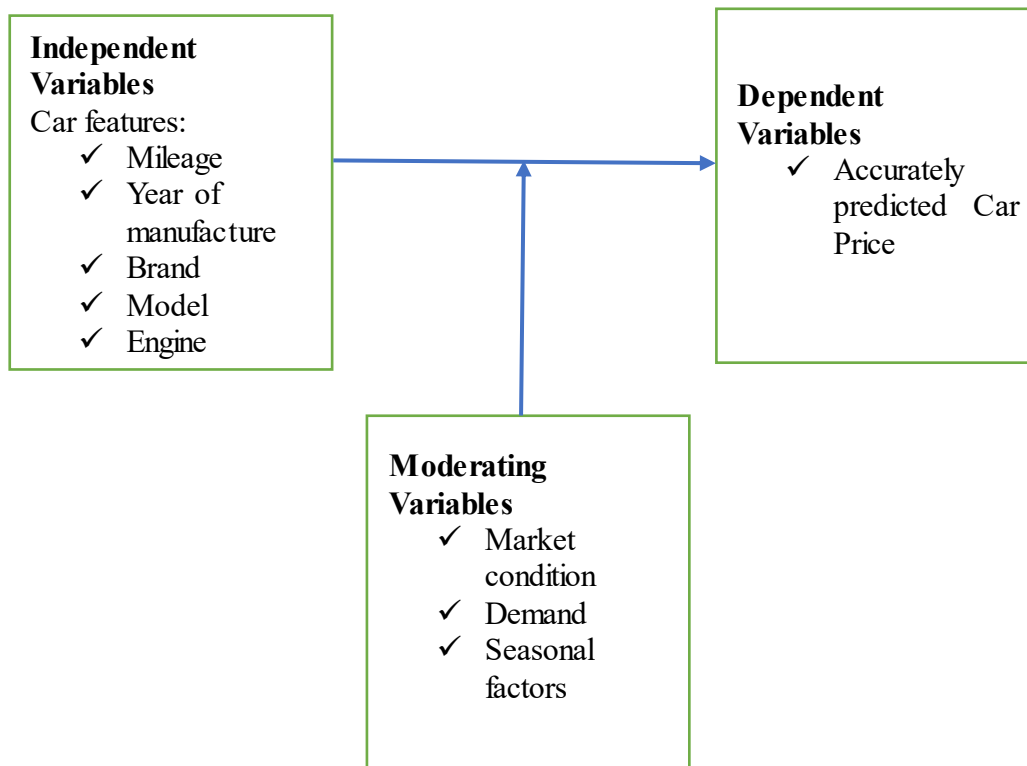 Independent
Variables
Car features:
✓ Mileage
✓ Year of
manufacture
✓ Brand
✓ Model
✓ Engine
Dependent
Variables
✓ Accurately
predicted Car
Price
Moderating
Variables
✓ Market
condition
✓ Demand
✓ Seasonal
factors